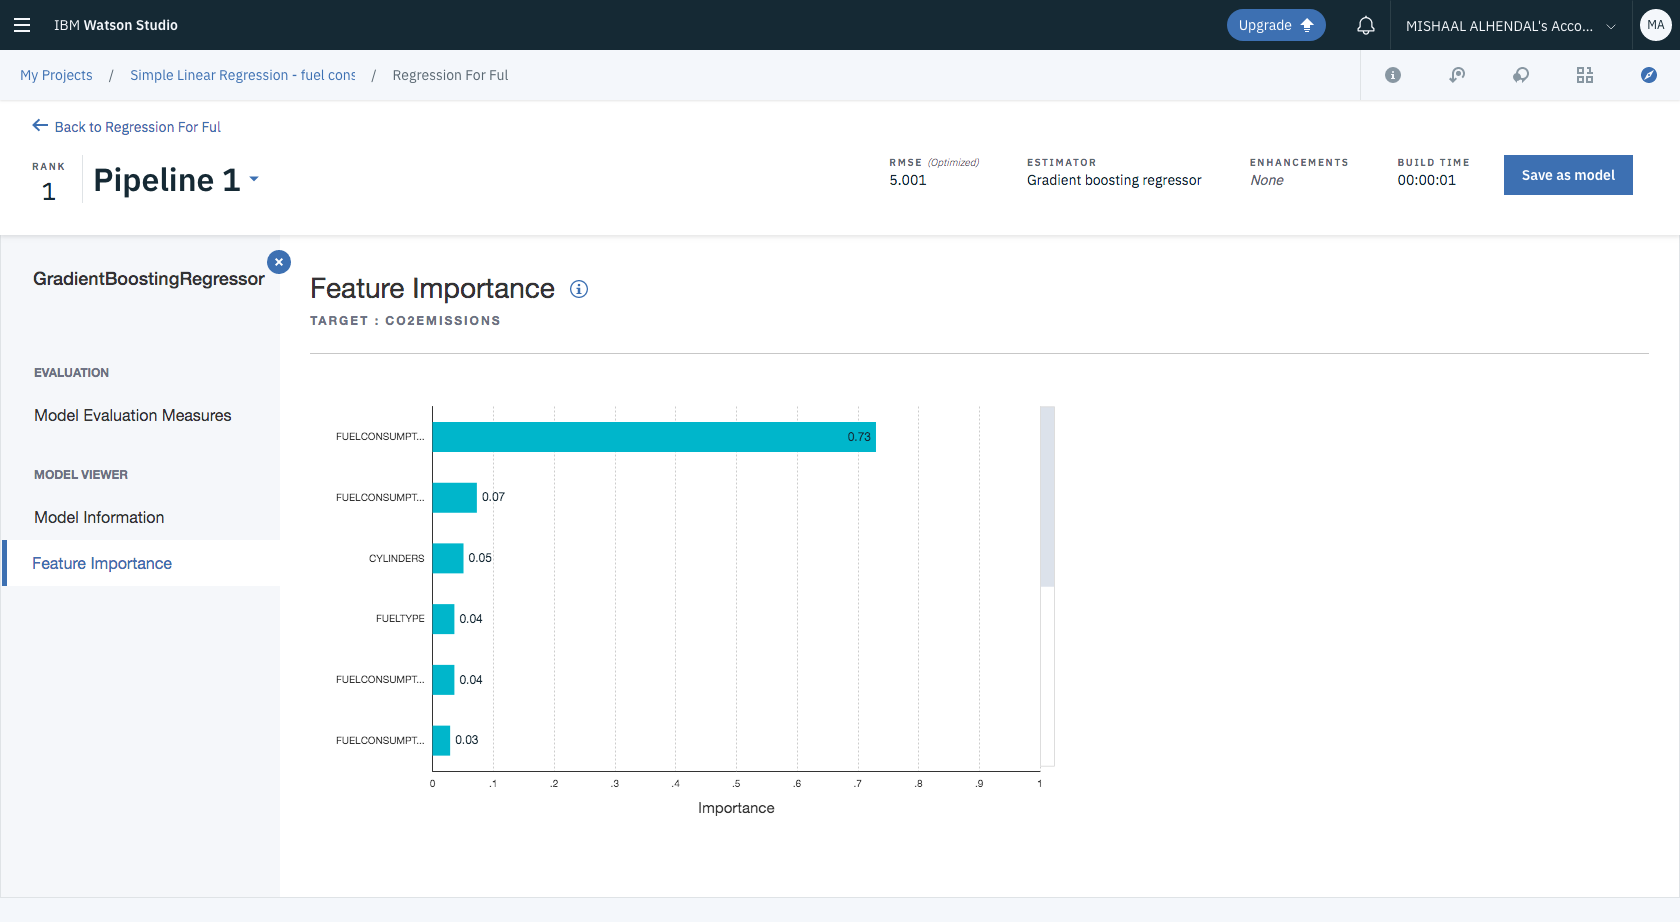 IBM Watson Studio
Upgrade
MISHAAL ALHENDAL's Acco...
MA
My Projects / Simple Linear Regression - fuel cons / Regression For Ful
Back to Regression For Ful
RANK
1
Pipeline 1
RMSE (Optimized)
5.001
ESTIMATOR
Gradient boosting regressor
ENHANCEMENTS
None
BUILD TIME
00:00:01
Save as model
GradientBoostingRegressor
EVALUATION
Model Evaluation Measures
MODEL VIEWER
Model Information
Feature Importance
Feature Importance
TARGET : CO2EMISSIONS
FUELCONSUMPT... 0.73
FUELCONSUMPT... 0.07
CYLINDERS 0.05
FUELTYPE 0.04
FUELCONSUMPT... 0.04
FUELCONSUMPT... 0.03
0 .1 .2 .3 .4 .5 .6 .7 .8 .9 1
Importance